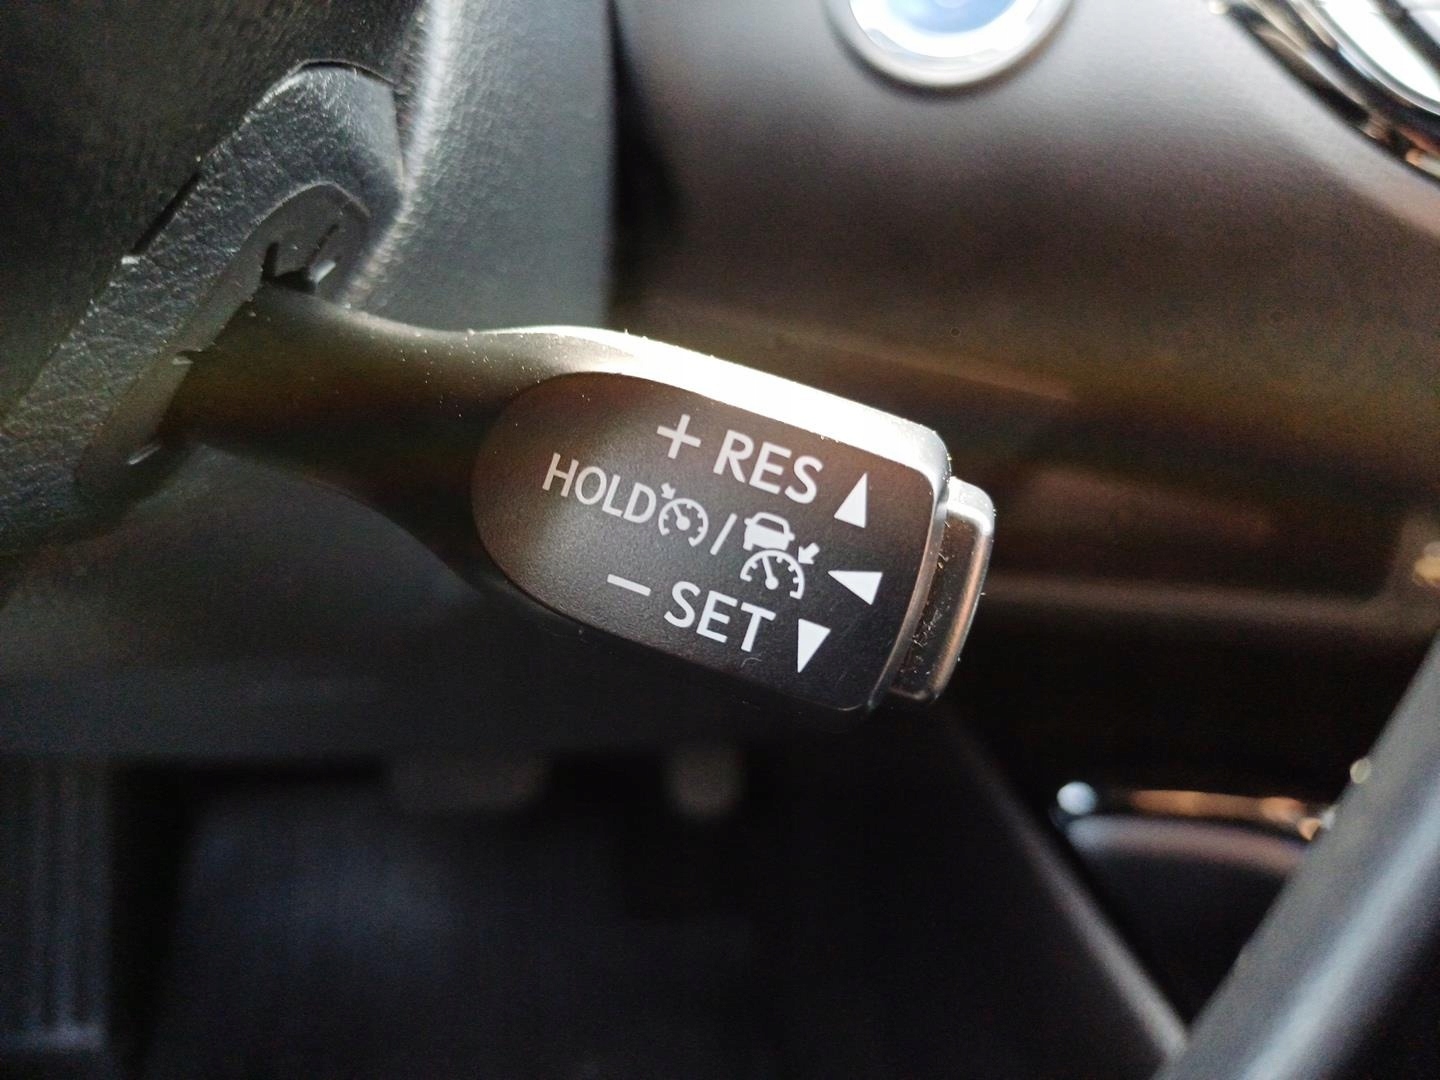 + RES
HOLD /
− SET